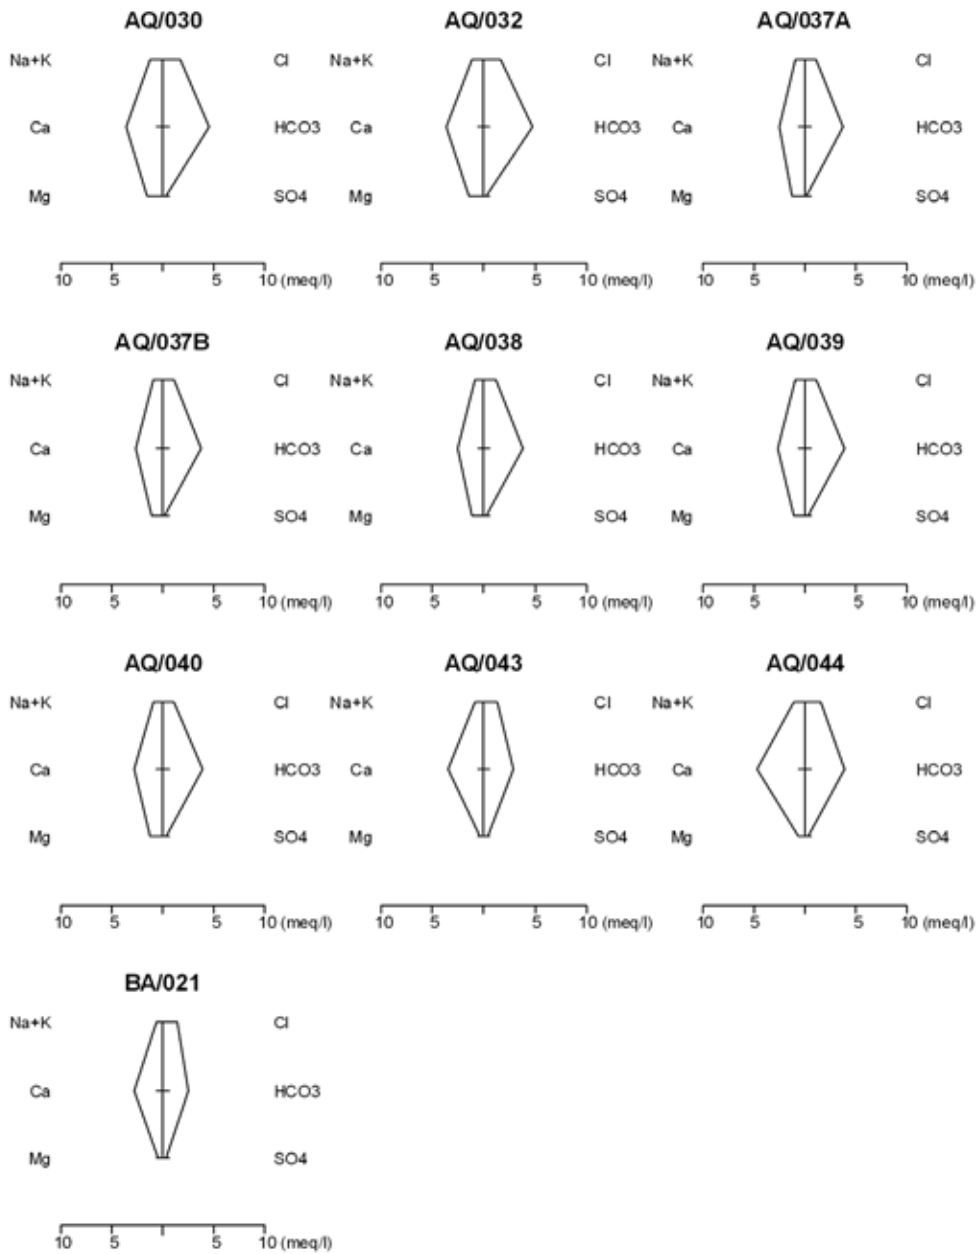 AQ/030 AQ/032 AQ/037A
Na+K Cl Na+K Cl Na+K Cl
Ca HCO3 Ca HCO3 Ca HCO3
Mg SO4 Mg SO4 Mg SO4
10 5 5 10 (meq/l) 10 5 5 10 (meq/l) 10 5 5 10 (meq/l)
AQ/037B AQ/038 AQ/039
Na+K Cl Na+K Cl Na+K Cl
Ca HCO3 Ca HCO3 Ca HCO3
Mg SO4 Mg SO4 Mg SO4
10 5 5 10 (meq/l) 10 5 5 10 (meq/l) 10 5 5 10 (meq/l)
AQ/040 AQ/043 AQ/044
Na+K Cl Na+K Cl Na+K Cl
Ca HCO3 Ca HCO3 Ca HCO3
Mg SO4 Mg SO4 Mg SO4
10 5 5 10 (meq/l) 10 5 5 10 (meq/l) 10 5 5 10 (meq/l)
BA/021
Na+K Cl
Ca HCO3
Mg SO4
10 5 5 10 (meq/l)